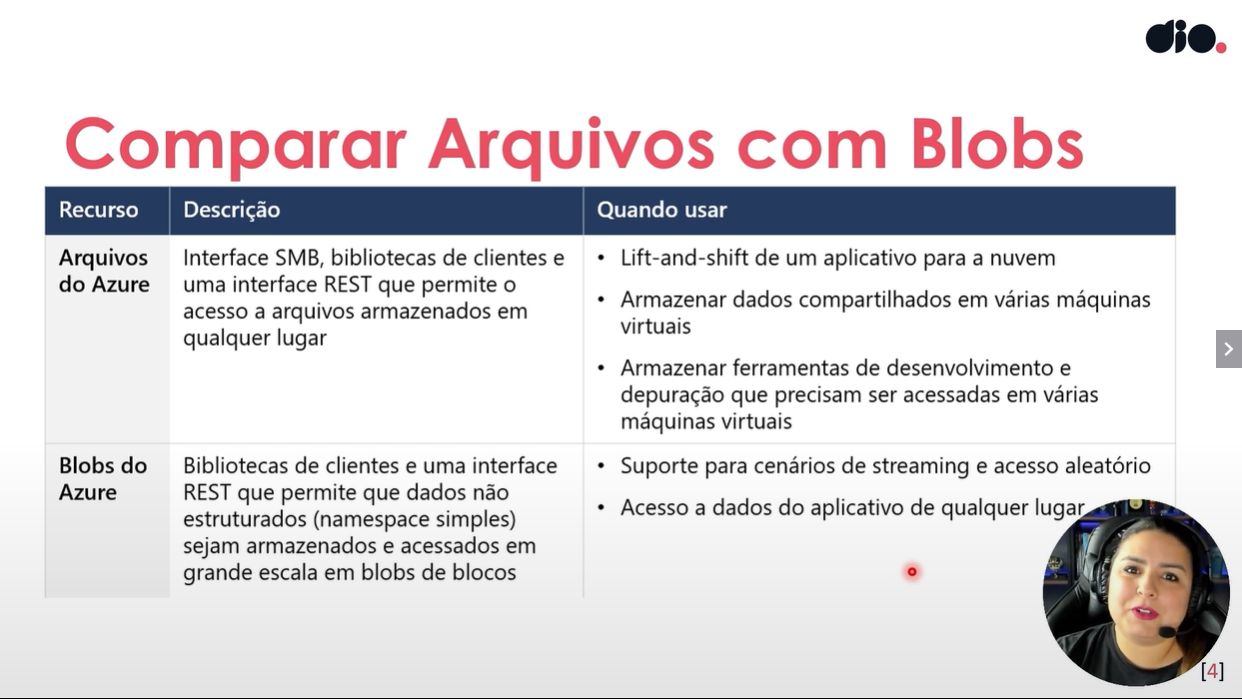 dio.
Comparar Arquivos com Blobs
Recurso
Descrição
Quando usar
Arquivos
do Azure
Interface SMB, bibliotecas de clientes e
uma interface REST que permite o
acesso a arquivos armazenados em
qualquer lugar
• Lift-and-shift de um aplicativo para a nuvem
• Armazenar dados compartilhados em várias máquinas
virtuais
• Armazenar ferramentas de desenvolvimento e
depuração que precisam ser acessadas em várias
máquinas virtuais
Blobs do
Azure
Bibliotecas de clientes e uma interface
REST que permite que dados não
estruturados (namespace simples)
sejam armazenados e acessados em
grande escala em blobs de blocos
• Suporte para cenários de streaming e acesso aleatório
• Acesso a dados do aplicativo de qualquer lugar
[4]